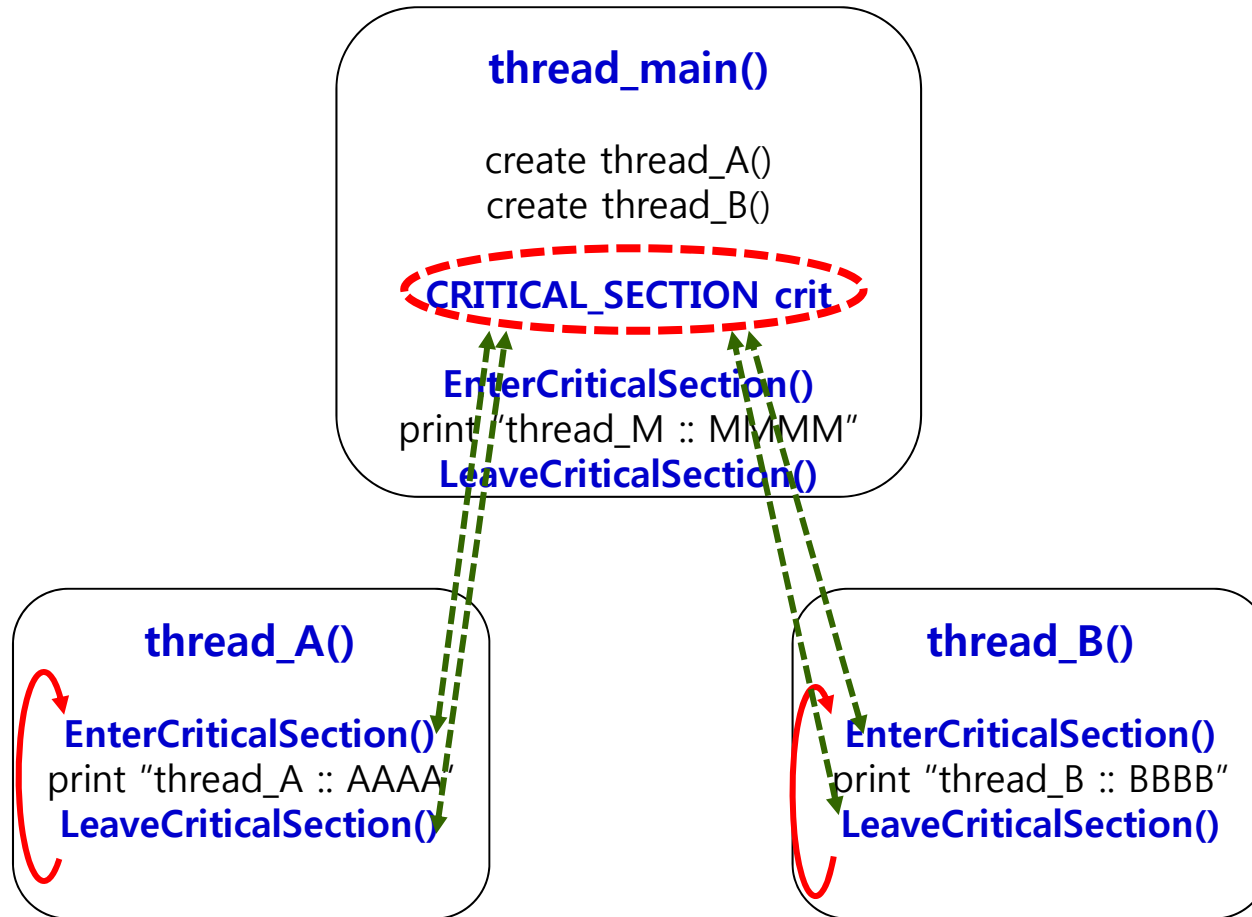 thread_main()
create thread_A()
create thread_B()
CRITICAL_SECTION crit
EnterCriticalSection()
print "thread_M :: MMMM"
LeaveCriticalSection()
thread_A()
EnterCriticalSection()
print "thread_A :: AAAA"
LeaveCriticalSection()
thread_B()
EnterCriticalSection()
print "thread_B :: BBBB"
LeaveCriticalSection()